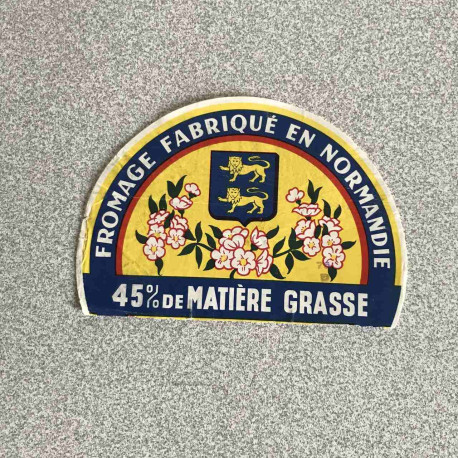 FROMAGE FABRIQUÉ EN NORMANDIE
45% DE MATIÈRE GRASSE